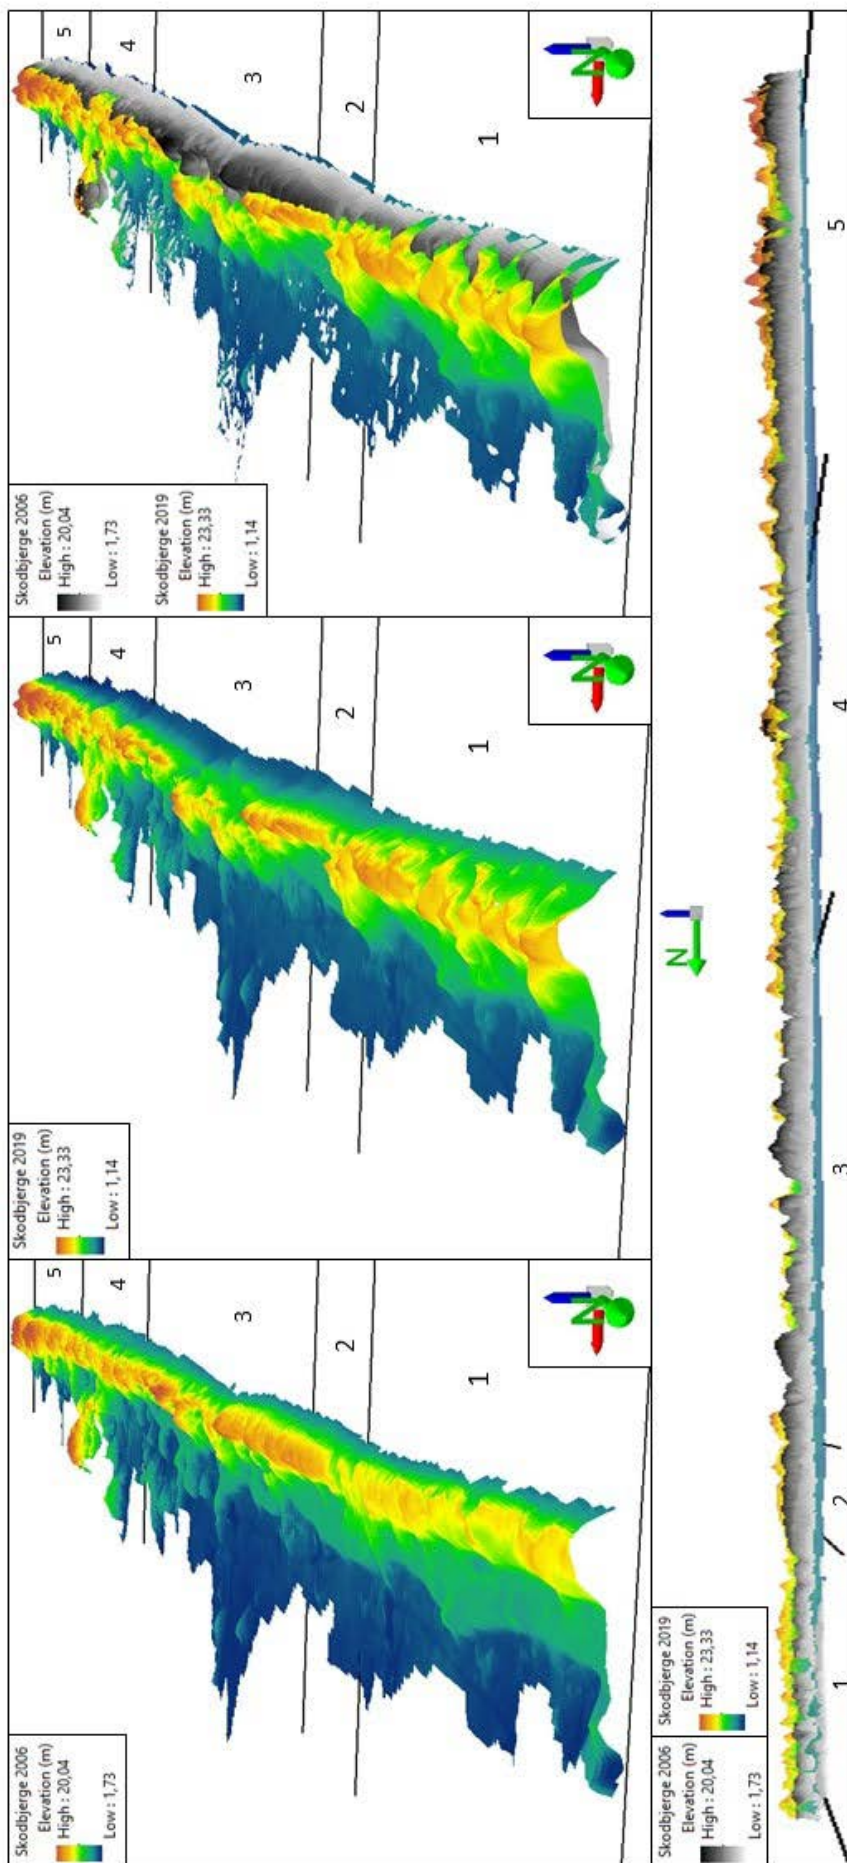 Skodbjerge 2006
Elevation (m)
High : 20,04
Low : 1,73
5
4
3
2
1
N
Skodbjerge 2019
Elevation (m)
High : 23,33
Low : 1,14
5
4
3
2
1
N
Skodbjerge 2006
Elevation (m)
High : 20,04
Low : 1,73
Skodbjerge 2019
Elevation (m)
High : 23,33
Low : 1,14
5
4
3
2
1
N
Skodbjerge 2006
Elevation (m)
High : 20,04
Low : 1,73
Skodbjerge 2019
Elevation (m)
High : 23,33
Low : 1,14
N
1
2
3
4
5